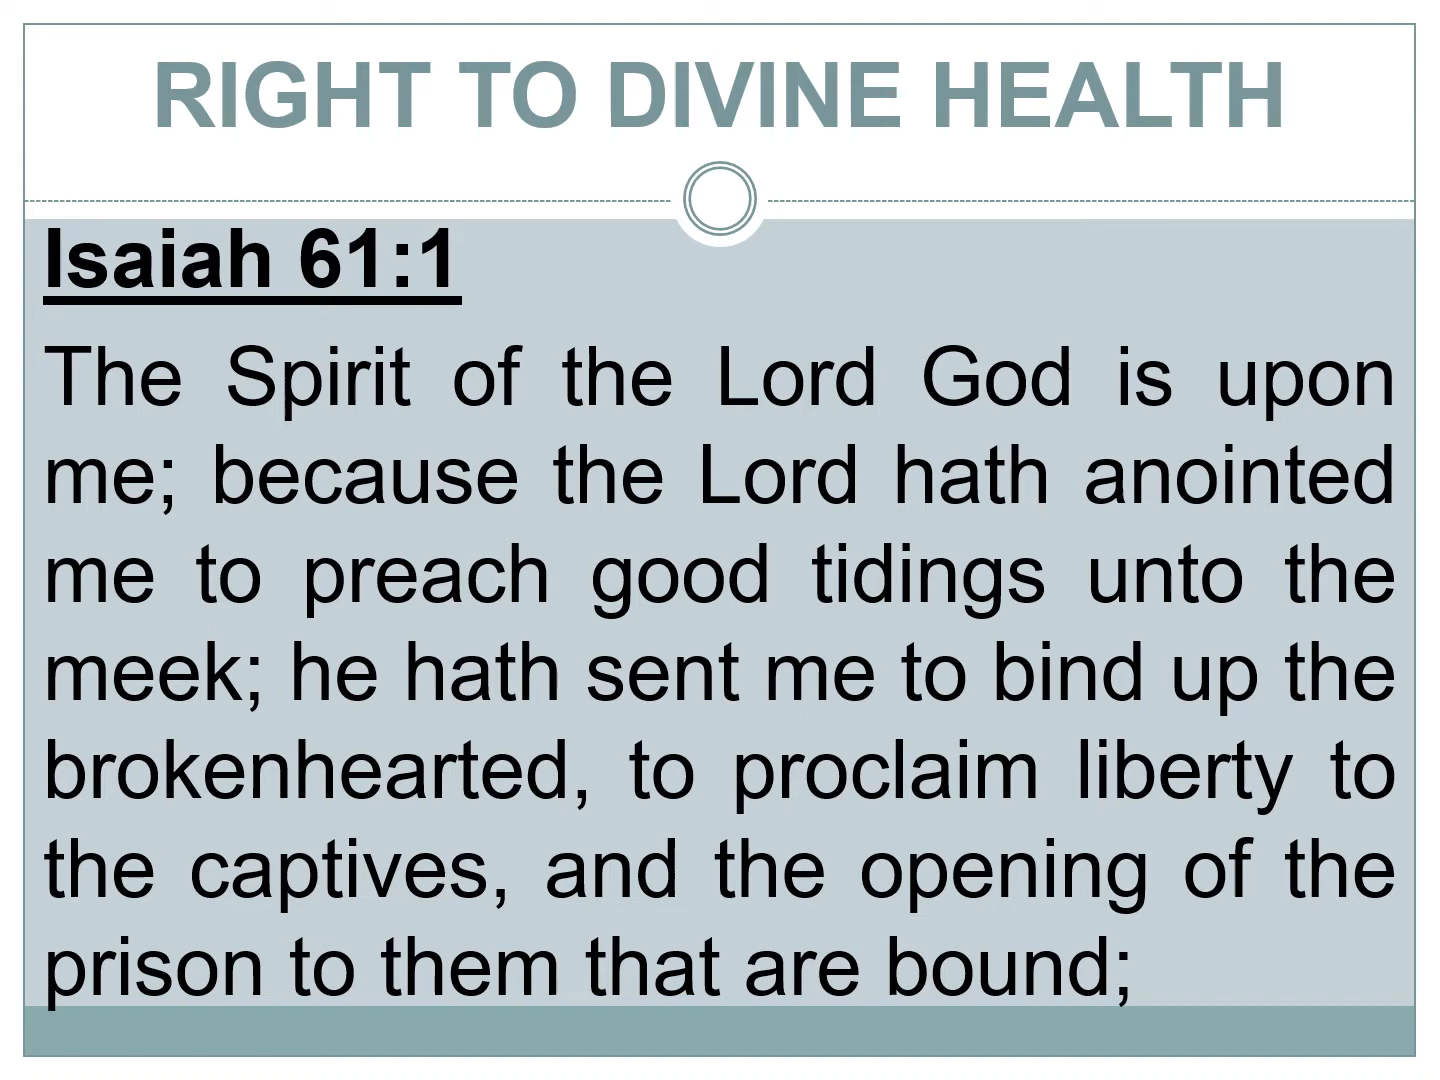 RIGHT TO DIVINE HEALTH
Isaiah 61:1
The Spirit of the Lord God is upon
me; because the Lord hath anointed
me to preach good tidings unto the
meek; he hath sent me to bind up the
brokenhearted, to proclaim liberty to
the captives, and the opening of the
prison to them that are bound;